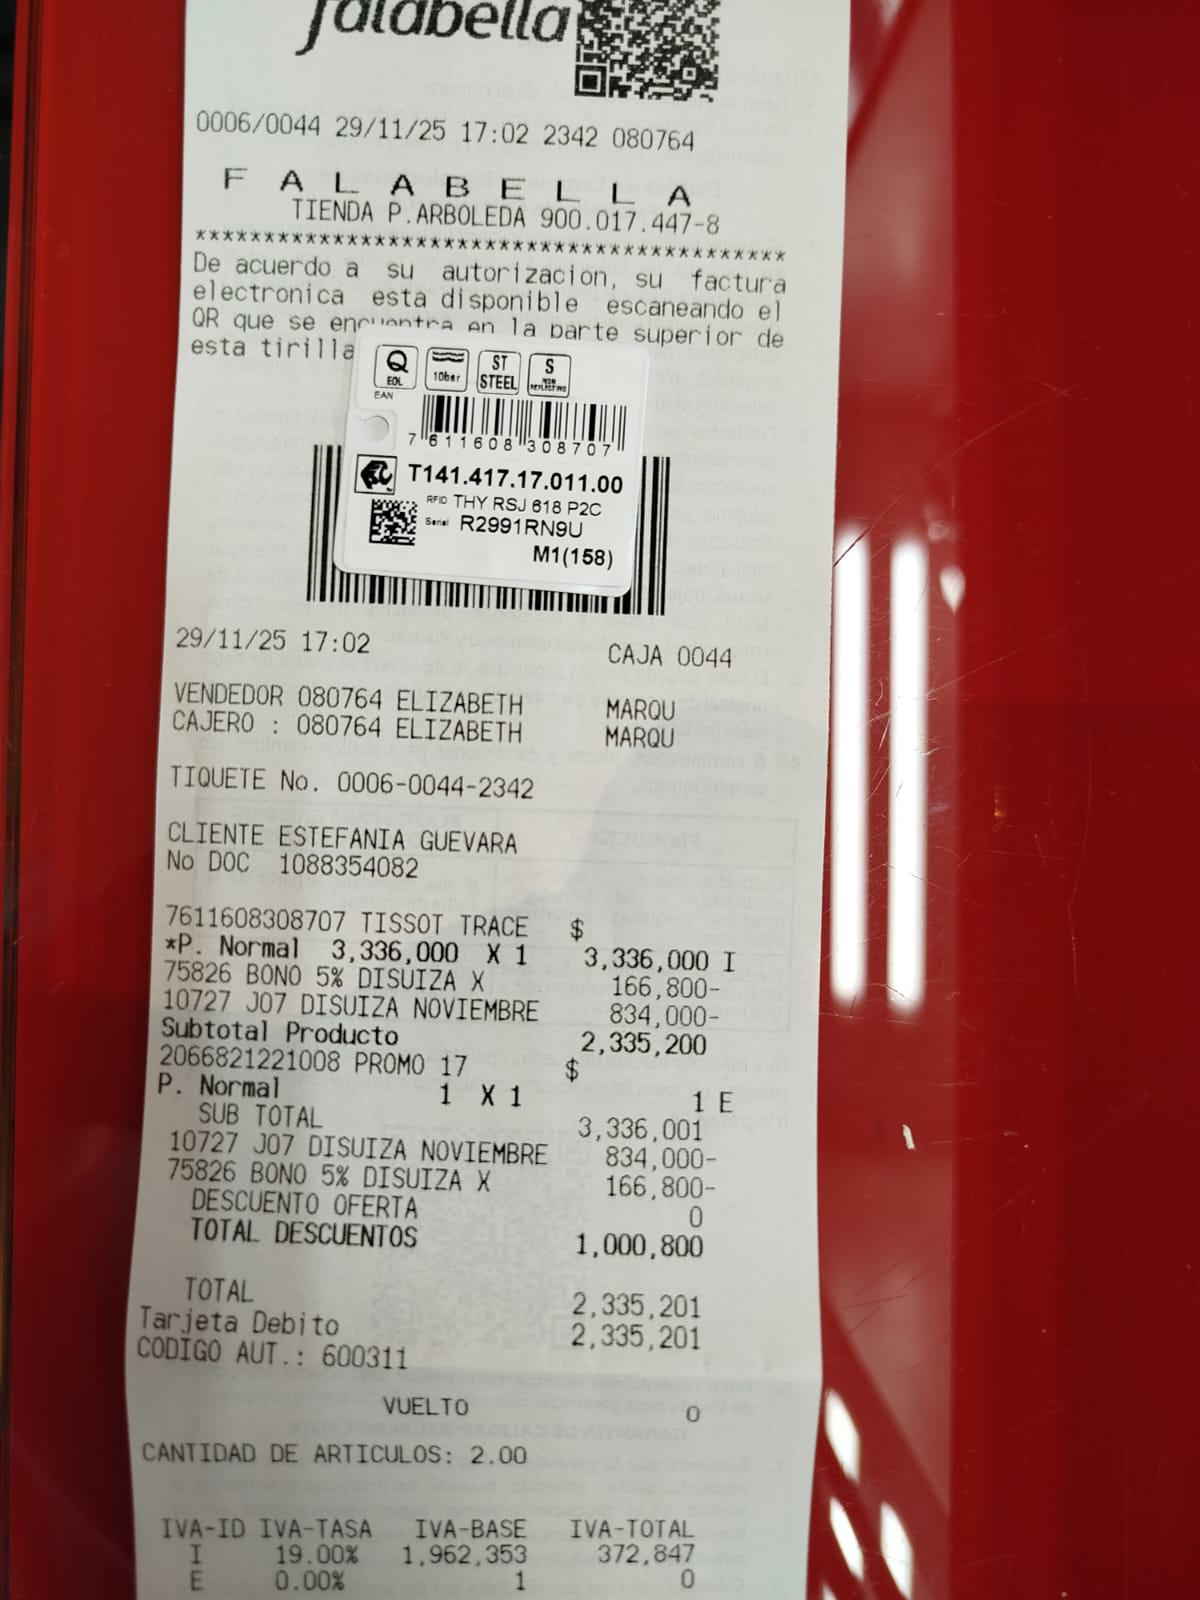 falabella
0006/0044 29/11/25 17:02 2342 080764
F A L A B E L L A
TIENDA P.ARBOLEDA 900.017.447-8
*******************************************
De acuerdo a su autorizacion, su factura
electronica esta disponible escaneando el
QR que se encuentra en la parte superior de
esta tirilla
Q EOL
10bar
ST STEEL
S NON REFLECTING
EAN
7 611608 308707
T141.417.17.011.00
RFID THY RSJ 618 P2C
Serial R2991RN9U
M1(158)
29/11/25 17:02 CAJA 0044
VENDEDOR 080764 ELIZABETH MARQU
CAJERO : 080764 ELIZABETH MARQU
TIQUETE No. 0006-0044-2342
CLIENTE ESTEFANIA GUEVARA
No DOC 1088354082
7611608308707 TISSOT TRACE $
*P. Normal 3,336,000 X 1 3,336,000 I
75826 BONO 5% DISUIZA X 166,800-
10727 J07 DISUIZA NOVIEMBRE 834,000-
Subtotal Producto 2,335,200
2066821221008 PROMO 17 $
P. Normal 1 X 1 1 E
SUB TOTAL 3,336,001
10727 J07 DISUIZA NOVIEMBRE 834,000-
75826 BONO 5% DISUIZA X 166,800-
DESCUENTO OFERTA 0
TOTAL DESCUENTOS 1,000,800
TOTAL 2,335,201
Tarjeta Debito 2,335,201
CODIGO AUT.: 600311
VUELTO 0
CANTIDAD DE ARTICULOS: 2.00
IVA-ID IVA-TASA IVA-BASE IVA-TOTAL
I 19.00% 1,962,353 372,847
E 0.00% 1 0